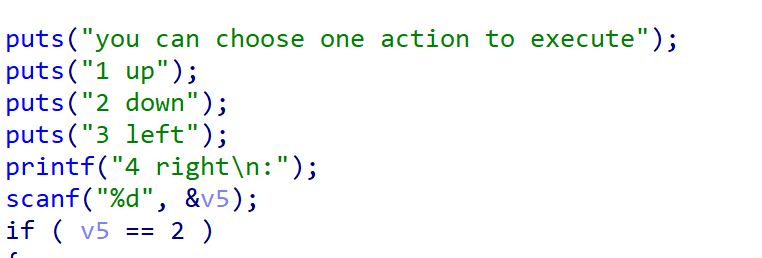 puts("you can choose one action to execute");
puts("1 up");
puts("2 down");
puts("3 left");
printf("4 right\n:");
scanf("%d", &v5);
if ( v5 == 2 )